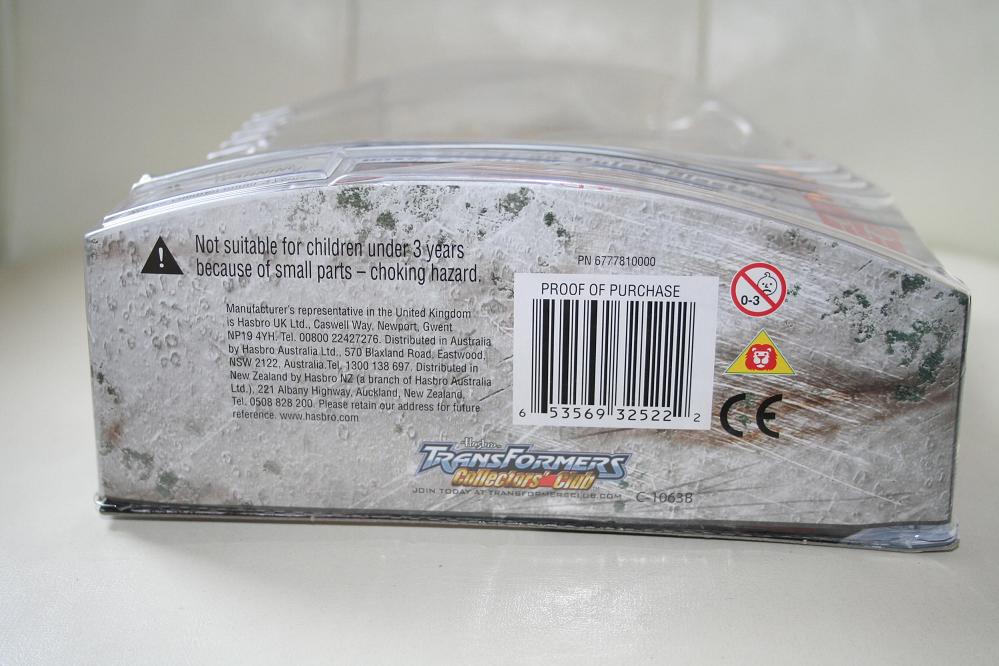 Not suitable for children under 3 years
because of small parts – choking hazard.
Manufacturer's representative in the United Kingdom
is Hasbro UK Ltd., Caswell Way, Newport, Gwent
NP19 4YH. Tel. 00800 22427276. Distributed in Australia
by Hasbro Australia Ltd., 570 Blaxland Road, Eastwood,
NSW 2122, Australia.Tel. 1300 138 697. Distributed in
New Zealand by Hasbro NZ (a branch of Hasbro Australia
Ltd.), 221 Albany Highway, Auckland, New Zealand.
Tel. 0508 828 200. Please retain our address for future
reference. www.hasbro.com
PN 6777810000
PROOF OF PURCHASE
6 53569 32522 2
0-3
CE
Hasbro
TRANSFORMERS
Collectors' Club
JOIN TODAY AT TRANSFORMERSCLUB.COM
C-1063B